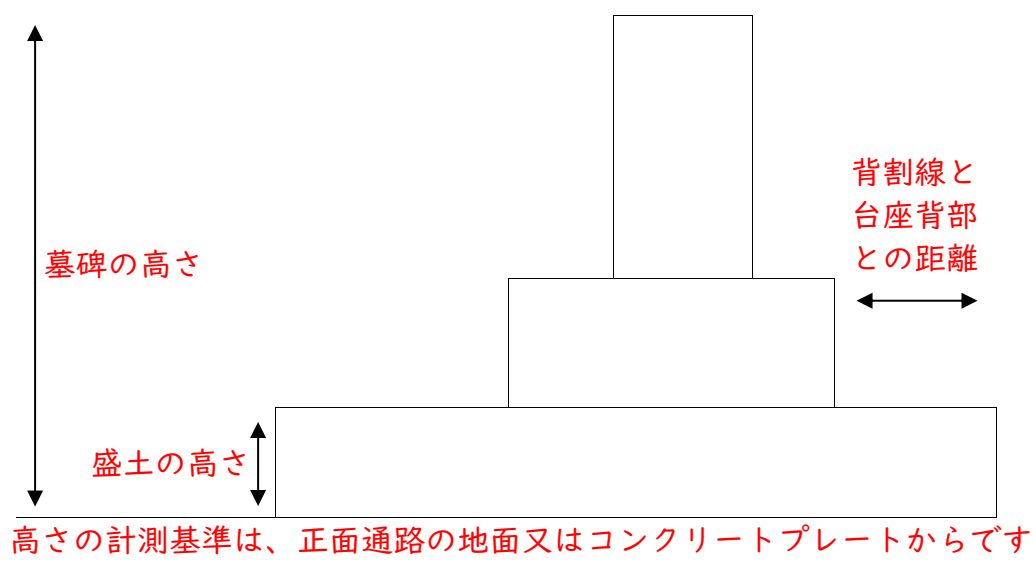 背割線と
台座背部
との距離
墓碑の高さ
盛土の高さ
高さの計測基準は、正面通路の地面又はコンクリートプレートからです